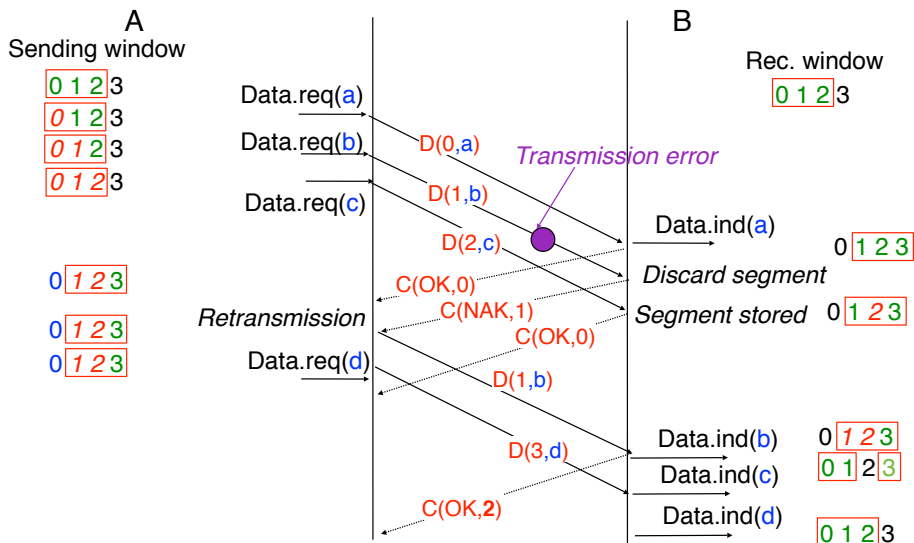 A
B
Sending window
Rec. window
0 1 2 3
0 1 2 3
Data.req(a)
0 1 2 3
Data.req(b)
D(0,a)
0 1 2 3
Transmission error
0 1 2 3
D(1,b)
Data.req(c)
Data.ind(a)
D(2,c)
0 1 2 3
0 1 2 3
C(OK,0)
Discard segment
C(NAK,1)
Retransmission
Segment stored
0 1 2 3
0 1 2 3
C(OK,0)
Data.req(d)
0 1 2 3
D(1,b)
Data.ind(b)
0 1 2 3
D(3,d)
0 1 2 3
Data.ind(c)
C(OK,2)
Data.ind(d)
0 1 2 3